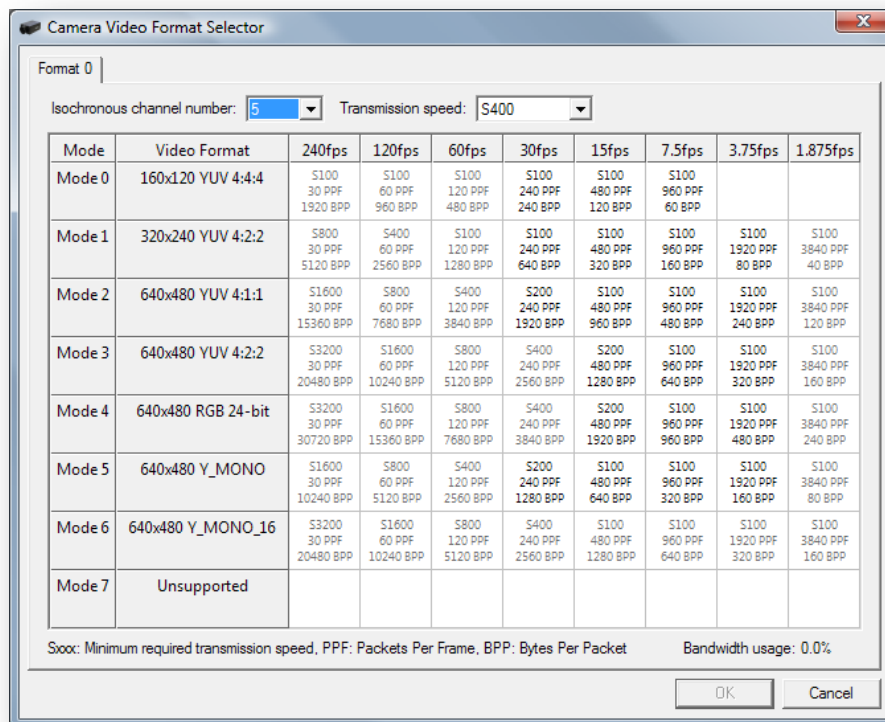 Camera Video Format Selector
Format 0
Isochronous channel number: 5 Transmission speed: S400
Mode Video Format 240fps 120fps 60fps 30fps 15fps 7.5fps 3.75fps 1.875fps
Mode 0 160x120 YUV 4:4:4 S100 S100 S100 S100 S100 S100
30 PPF 60 PPF 120 PPF 240 PPF 480 PPF 960 PPF
1920 BPP 960 BPP 480 BPP 240 BPP 120 BPP 60 BPP
Mode 1 320x240 YUV 4:2:2 S800 S400 S100 S100 S100 S100 S100 S100
30 PPF 60 PPF 120 PPF 240 PPF 480 PPF 960 PPF 1920 PPF 3840 PPF
5120 BPP 2560 BPP 1280 BPP 640 BPP 320 BPP 160 BPP 80 BPP 40 BPP
Mode 2 640x480 YUV 4:1:1 S1600 S800 S400 S200 S100 S100 S100 S100
30 PPF 60 PPF 120 PPF 240 PPF 480 PPF 960 PPF 1920 PPF 3840 PPF
15360 BPP 7680 BPP 3840 BPP 1920 BPP 960 BPP 480 BPP 240 BPP 120 BPP
Mode 3 640x480 YUV 4:2:2 S3200 S1600 S800 S400 S200 S100 S100 S100
30 PPF 60 PPF 120 PPF 240 PPF 480 PPF 960 PPF 1920 PPF 3840 PPF
20480 BPP 10240 BPP 5120 BPP 2560 BPP 1280 BPP 640 BPP 320 BPP 160 BPP
Mode 4 640x480 RGB 24-bit S3200 S1600 S800 S400 S200 S100 S100 S100
30 PPF 60 PPF 120 PPF 240 PPF 480 PPF 960 PPF 1920 PPF 3840 PPF
30720 BPP 15360 BPP 7680 BPP 3840 BPP 1920 BPP 960 BPP 480 BPP 240 BPP
Mode 5 640x480 Y_MONO S1600 S800 S400 S200 S100 S100 S100 S100
30 PPF 60 PPF 120 PPF 240 PPF 480 PPF 960 PPF 1920 PPF 3840 PPF
10240 BPP 5120 BPP 2560 BPP 1280 BPP 640 BPP 320 BPP 160 BPP 80 BPP
Mode 6 640x480 Y_MONO_16 S3200 S1600 S800 S400 S100 S100 S100 S100
30 PPF 60 PPF 120 PPF 240 PPF 480 PPF 960 PPF 1920 PPF 3840 PPF
20480 BPP 10240 BPP 5120 BPP 2560 BPP 1280 BPP 640 BPP 320 BPP 160 BPP
Mode 7 Unsupported
Sxxx: Minimum required transmission speed, PPF: Packets Per Frame, BPP: Bytes Per Packet Bandwidth usage: 0.0%
OK Cancel